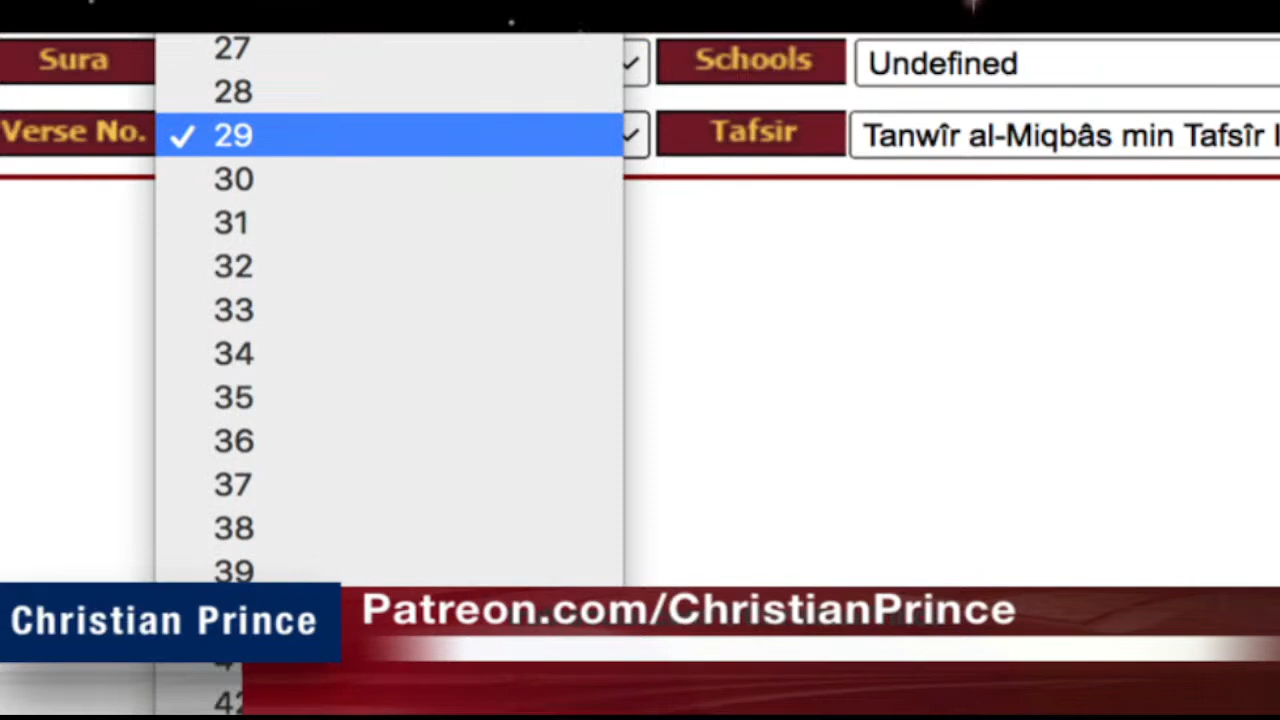 27
Sura
Schools
Undefined
28
Verse No.
✓ 29
Tafsir
Tanwîr al-Miqbâs min Tafsîr
30
31
32
33
34
35
36
37
38
39
Christian Prince
Patreon.com/ChristianPrince
42